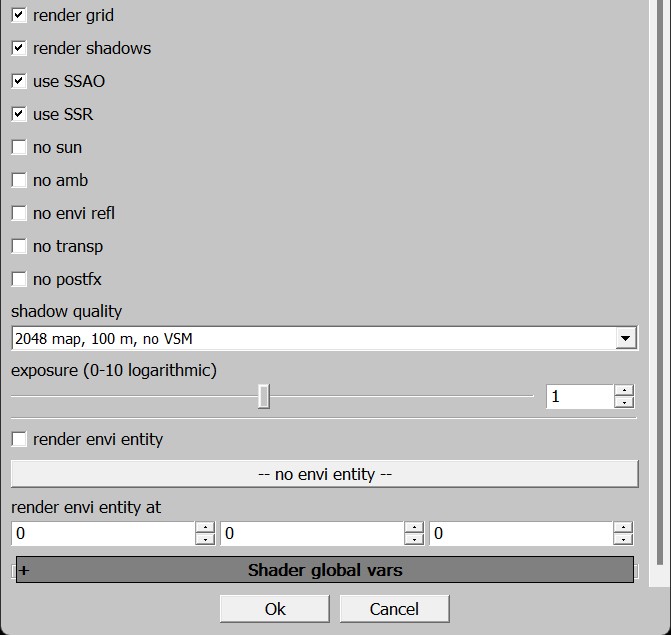 render grid
render shadows
use SSAO
use SSR
no sun
no amb
no envi refl
no transp
no postfx
shadow quality
2048 map, 100 m, no VSM
exposure (0-10 logarithmic)
1
render envi entity
-- no envi entity --
render envi entity at
0 0 0
+ Shader global vars
Ok Cancel